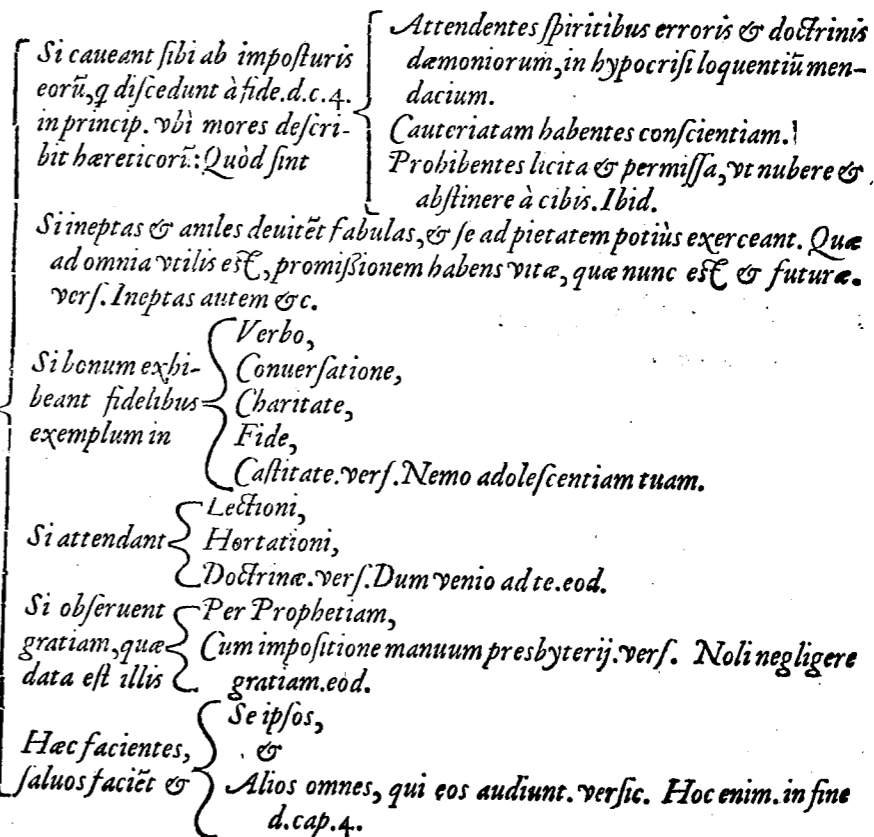 Si caueant ſibi ab impoſturis
eorū, q diſcedunt à fide.d.c.4.
in princip. vbi mores deſcri-
bit hæreticorū: Quòd ſint
Attendentes ſpiritibus erroris & doctrinis
dæmoniorum, in hypocriſi loquentiū men-
dacium.
Cauteriatam habentes conſcientiam.
Prohibentes licita & permiſſa, vt nubere &
abſtinere à cibis. Ibid.
Si ineptas & aniles deuitēt fabulas, & ſe ad pietatem potiùs exerceant. Quæ
ad omnia vtilis eſt, promiſsionem habens vitæ, quæ nunc eſt & futuræ.
verſ. Ineptas autem &c.
Si bonum exhi-
beant fidelibus
exemplum in
Verbo,
Conuerſatione,
Charitate,
Fide,
Caſtitate. verſ. Nemo adoleſcentiam tuam.
Si attendant
Lectioni,
Hortationi,
Doctrinæ. verſ. Dum venio ad te. eod.
Si obſeruent
gratiam, quæ
data eſt illis
Per Prophetiam,
Cum impoſitione manuum presbyterij. verſ. Noli negligere
gratiam. eod.
Hæc facientes,
ſaluos faciēt &
Se ipſos,
&
Alios omnes, qui eos audiunt. verſic. Hoc enim. in fine
d.cap.4.